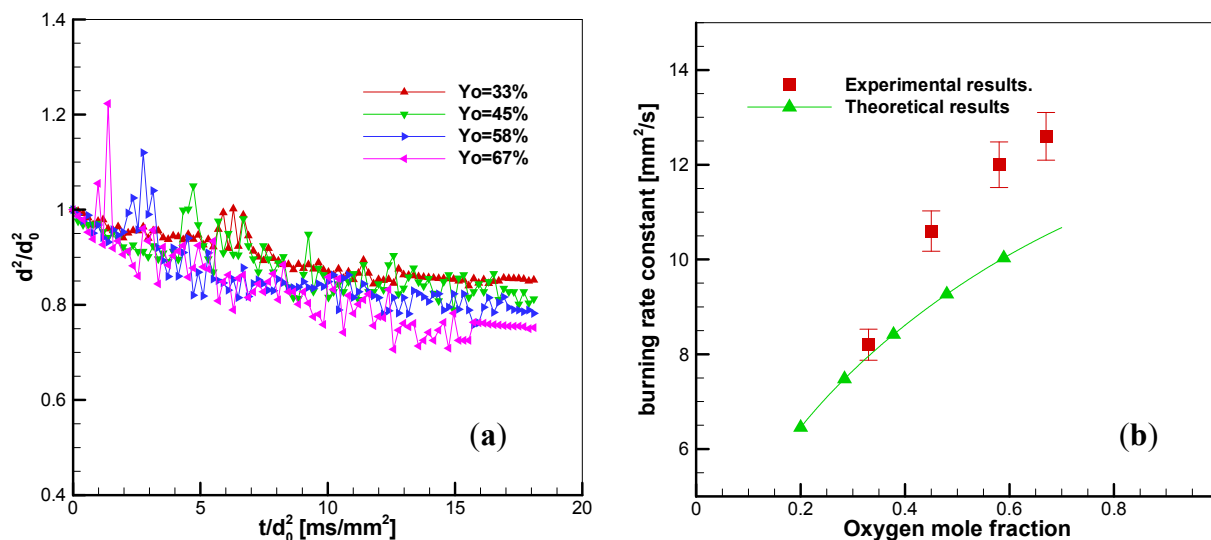 1.4
1.2
1
0.8
0.6
0.4
d²/d₀²
0 5 10 15 20
t/d₀² [ms/mm²]
Yo=33%
Yo=45%
Yo=58%
Yo=67%
(a)
14
12
10
8
6
burning rate constant [mm²/s]
0 0.2 0.4 0.6 0.8
Oxygen mole fraction
Experimental results.
Theoretical results
(b)